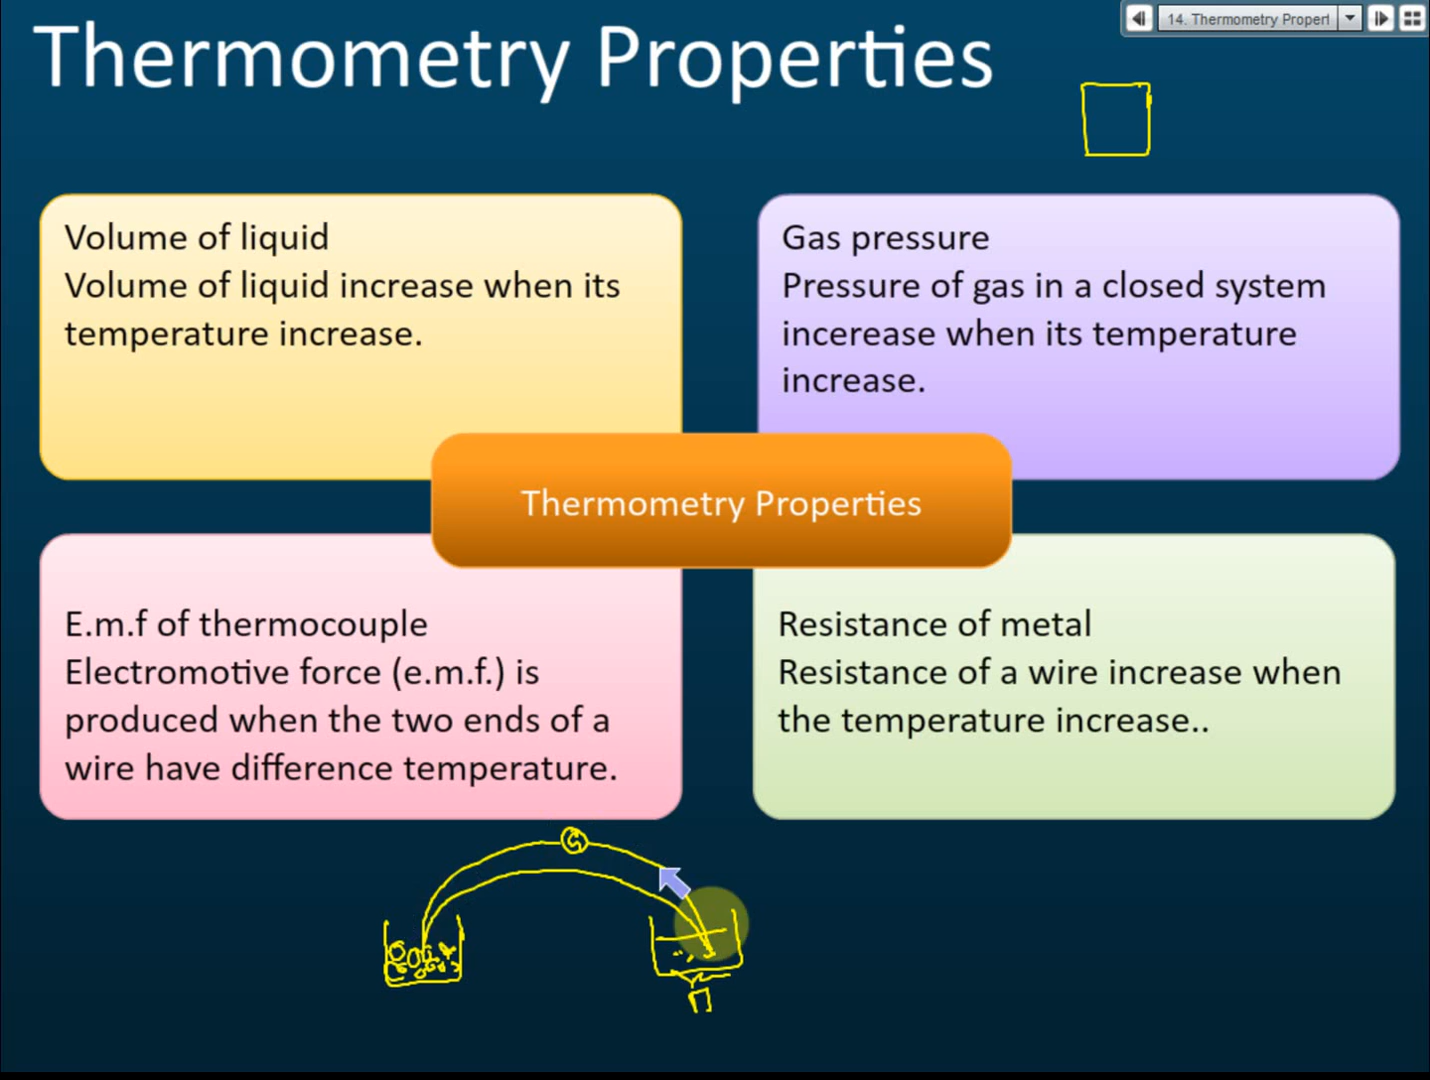 Thermometry Properties
14. Thermometry Propert
Volume of liquid
Volume of liquid increase when its
temperature increase.
Gas pressure
Pressure of gas in a closed system
incerease when its temperature
increase.
Thermometry Properties
E.m.f of thermocouple
Electromotive force (e.m.f.) is
produced when the two ends of a
wire have difference temperature.
Resistance of metal
Resistance of a wire increase when
the temperature increase..
G